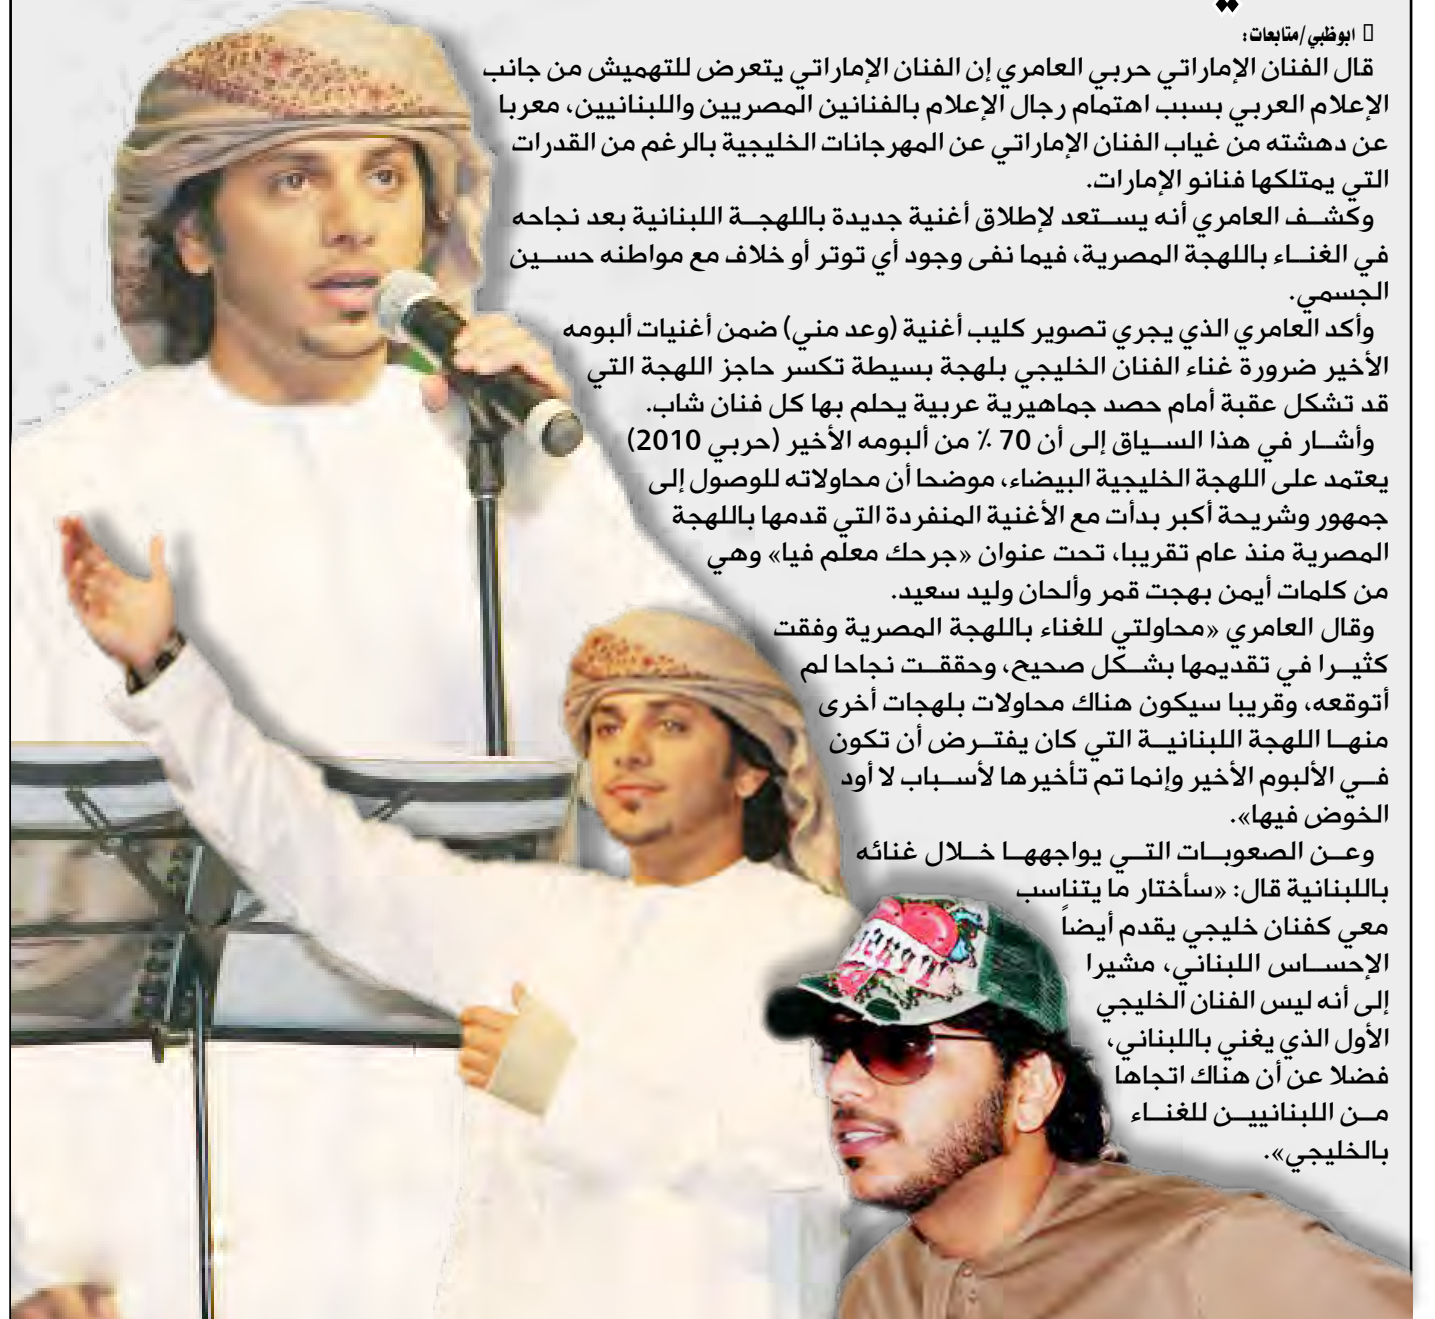 ابوظبي/متابعات:
قال الفنان الإماراتي حربي العامري إن الفنان الإماراتي يتعرض للتهميش من جانب
الإعلام العربي بسبب اهتمام رجال الإعلام بالفنانين المصريين واللبنانيين، معربا
عن دهشته من غياب الفنان الإماراتي عن المهرجانات الخليجية بالرغم من القدرات
التي يمتلكها فنانو الإمارات.
وكشف العامري أنه يستعد لإطلاق أغنية جديدة باللهجة اللبنانية بعد نجاحه
في الغناء باللهجة المصرية، فيما نفى وجود أي توتر أو خلاف مع مواطنه حسين
الجسمي.
وأكد العامري الذي يجري تصوير كليب أغنية (وعد مني) ضمن أغنيات ألبومه
الأخير ضرورة غناء الفنان الخليجي بلهجة بسيطة تكسر حاجز اللهجة التي
قد تشكل عقبة أمام حصد جماهيرية عربية يحلم بها كل فنان شاب.
وأشار في هذا السياق إلى أن 70 ٪ من ألبومه الأخير (حربي 2010)
يعتمد على اللهجة الخليجية البيضاء، موضحا أن محاولاته للوصول إلى
جمهور وشريحة أكبر بدأت مع الأغنية المنفردة التي قدمها باللهجة
المصرية منذ عام تقريبا، تحت عنوان «جرحك معلم فيا» وهي
من كلمات أيمن بهجت قمر وألحان وليد سعيد.
وقال العامري «محاولتي للغناء باللهجة المصرية وفقت
كثيرا في تقديمها بشكل صحيح، وحققت نجاحا لم
أتوقعه، وقريبا سيكون هناك محاولات بلهجات أخرى
منها اللهجة اللبنانية التي كان يفترض أن تكون
في الألبوم الأخير وإنما تم تأخيرها لأسباب لا أود
الخوض فيها».
وعن الصعوبات التي يواجهها خلال غنائه
باللبنانية قال: «سأختار ما يتناسب
معي كفنان خليجي يقدم أيضاً
الإحساس اللبناني، مشيرا
إلى أنه ليس الفنان الخليجي
الأول الذي يغني باللبناني،
فضلا عن أن هناك اتجاها
من اللبنانيين للغناء
بالخليجي».